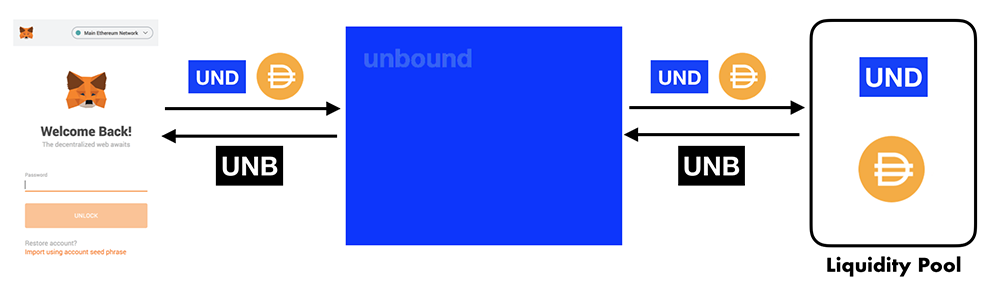 Main Ethereum Network
Welcome Back!
The decentralized web awaits
Password
UNLOCK
Restore account?
Import using account seed phrase
UND
UNB
unbound
UND
UNB
UND
Liquidity Pool